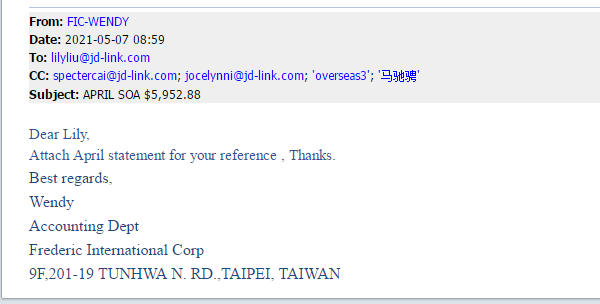 From: FIC-WENDY
Date: 2021-05-07 08:59
To: lilyliu@jd-link.com
CC: spectercai@jd-link.com; jocelynni@jd-link.com; 'overseas3'; '马驰骋'
Subject: APRIL SOA $5,952.88
Dear Lily,
Attach April statement for your reference , Thanks.
Best regards,
Wendy
Accounting Dept
Frederic International Corp
9F,201-19 TUNHWA N. RD.,TAIPEI, TAIWAN